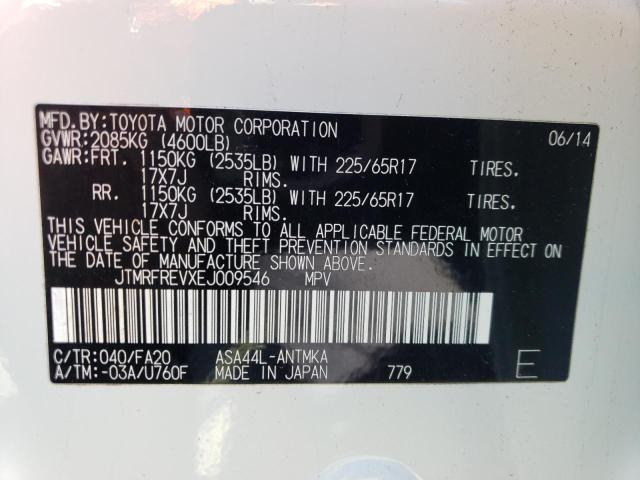 MFD.BY:TOYOTA MOTOR CORPORATION 06/14
GVWR:2085KG (4600LB)
GAWR:FRT. 1150KG (2535LB) WITH 225/65R17 TIRES.
17X7J RIMS.
RR. 1150KG (2535LB) WITH 225/65R17 TIRES.
17X7J RIMS.
THIS VEHICLE CONFORMS TO ALL APPLICABLE FEDERAL MOTOR
VEHICLE SAFETY AND THEFT PREVENTION STANDARDS IN EFFECT ON
THE DATE OF MANUFACTURE SHOWN ABOVE.
JTMRFREVXEJ009546 MPV
C/TR:040/FA20 ASA44L-ANTMKA
A/TM:-03A/U760F MADE IN JAPAN 779 E